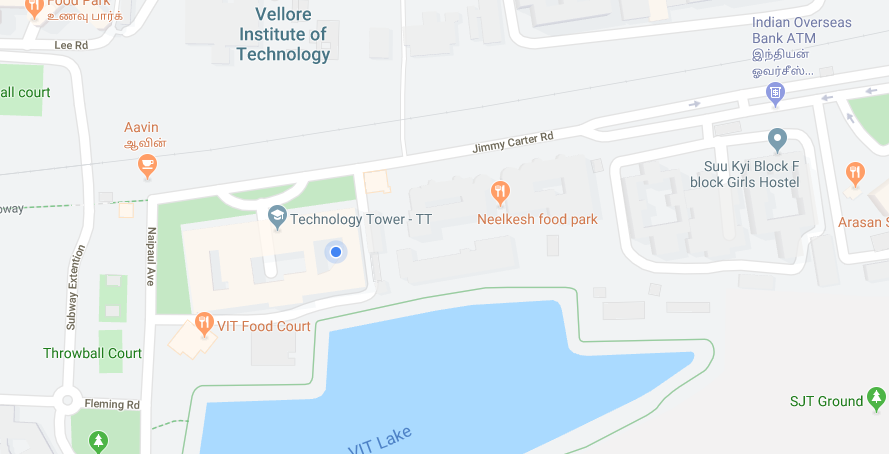 Food Park
உணவு பார்க்
Vellore
Institute of
Technology
Indian Overseas
Bank ATM
இந்தியன்
ஓவர்சீஸ்...
Lee Rd
all court
Aavin
ஆவின்
Jimmy Carter Rd
Suu Kyi Block F
block Girls Hostel
Technology Tower - TT
Neelkesh food park
Arasan S
Naipaul Ave
Subway Extention
VIT Food Court
Throwball Court
Fleming Rd
SJT Ground
VIT Lake